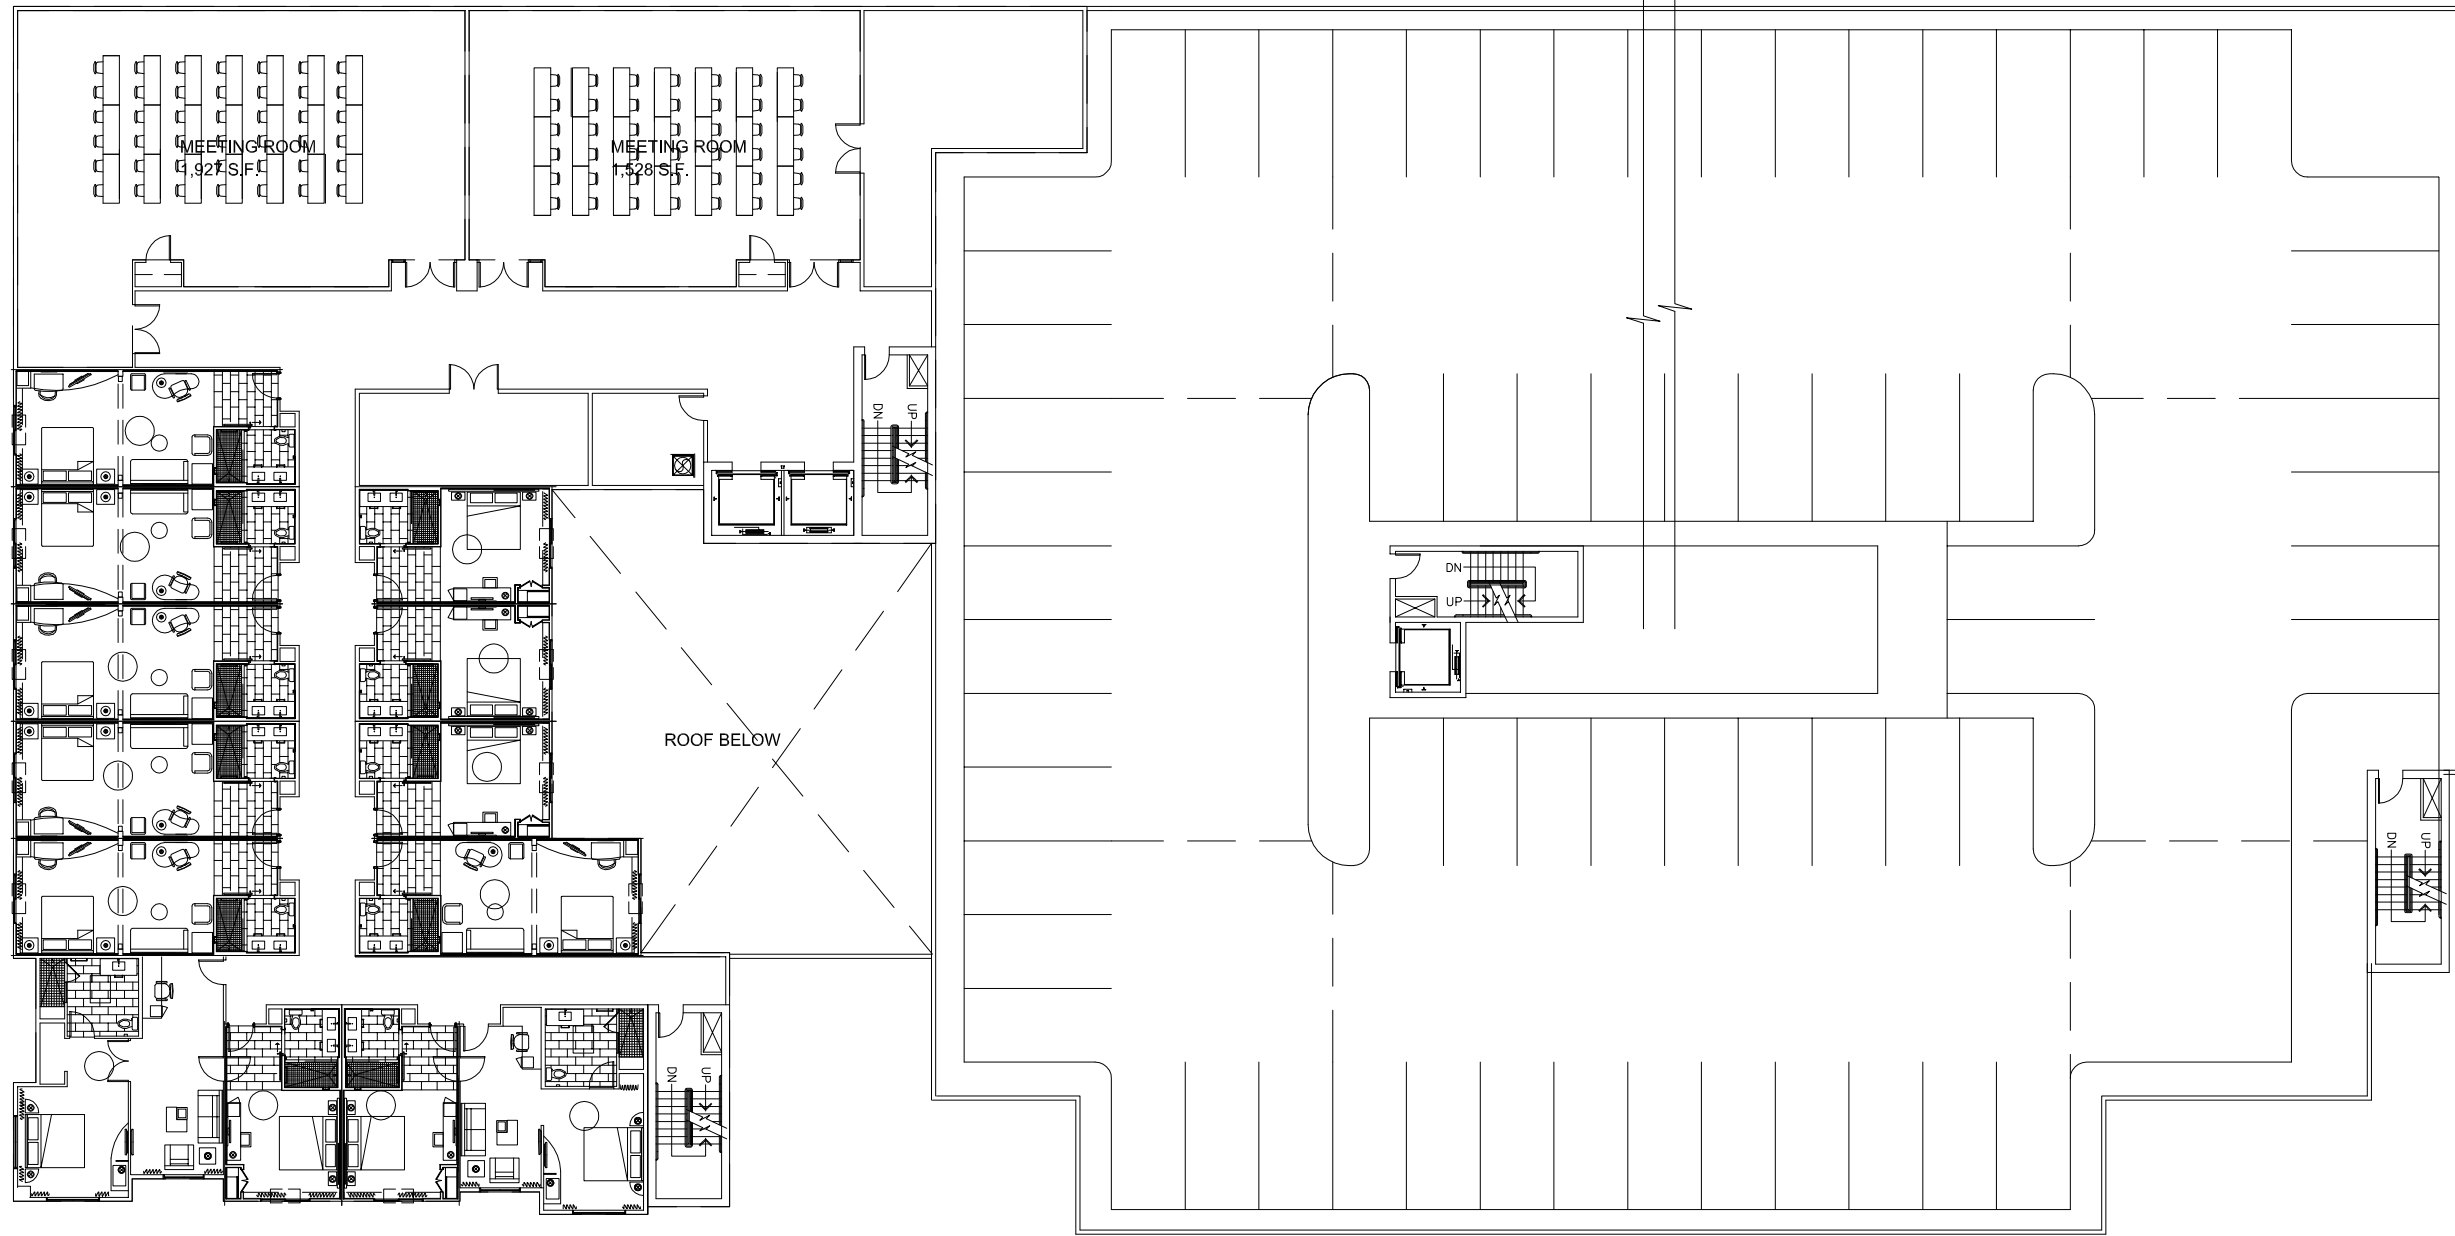 MEETING ROOM
1,927 S.F.
MEETING ROOM
1,528 S.F.
DN
UP
DN
UP
ROOF BELOW
DN
UP
DN
UP